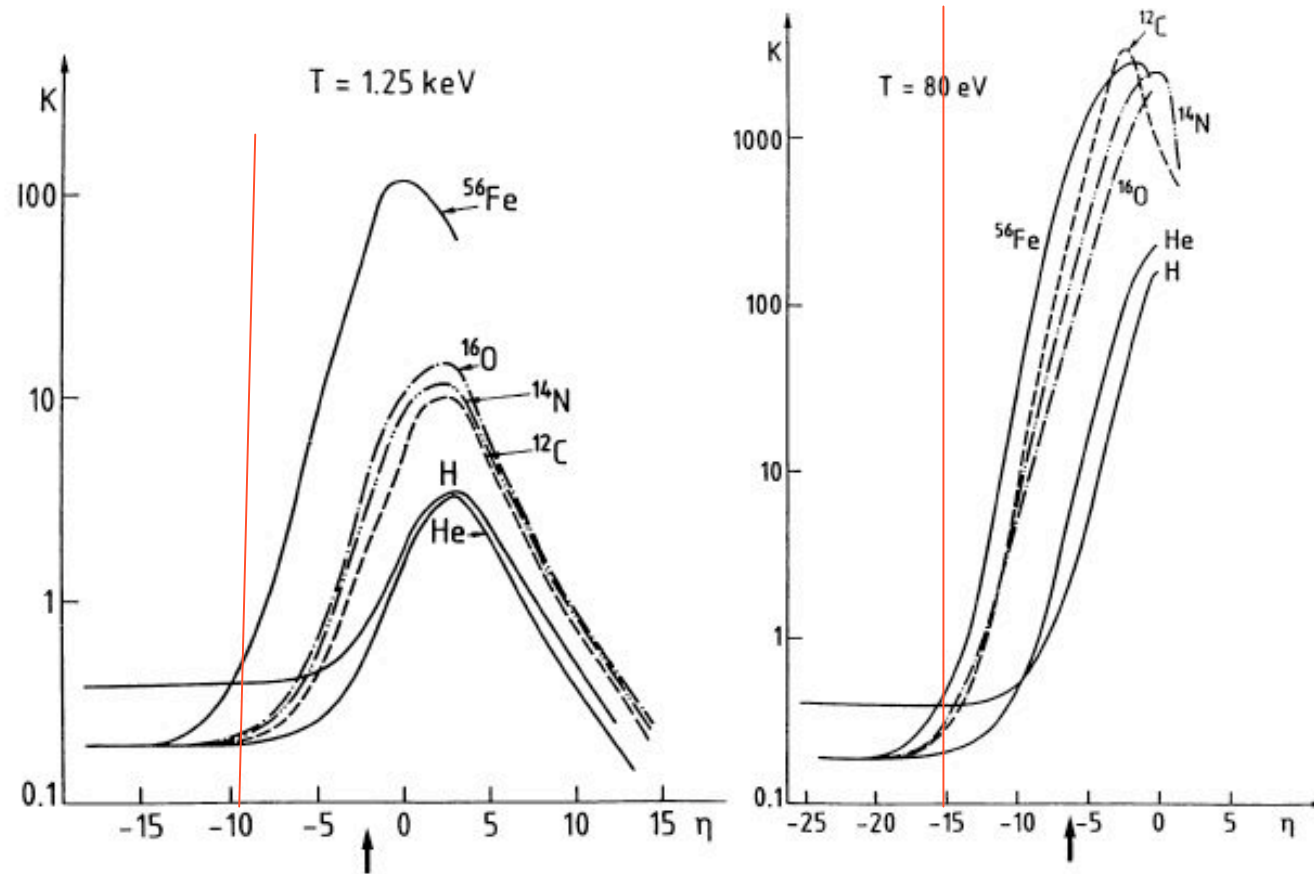 T = 1.25 keV
K
100
10
1
0.1
⁵⁶Fe
¹⁶O
¹⁴N
¹²C
H
He
-15 -10 -5 0 5 10 15 η
T = 80 eV
K
1000
100
10
1
0.1
¹²C
¹⁴N
¹⁶O
⁵⁶Fe
He
H
-25 -20 -15 -10 -5 0 5 η